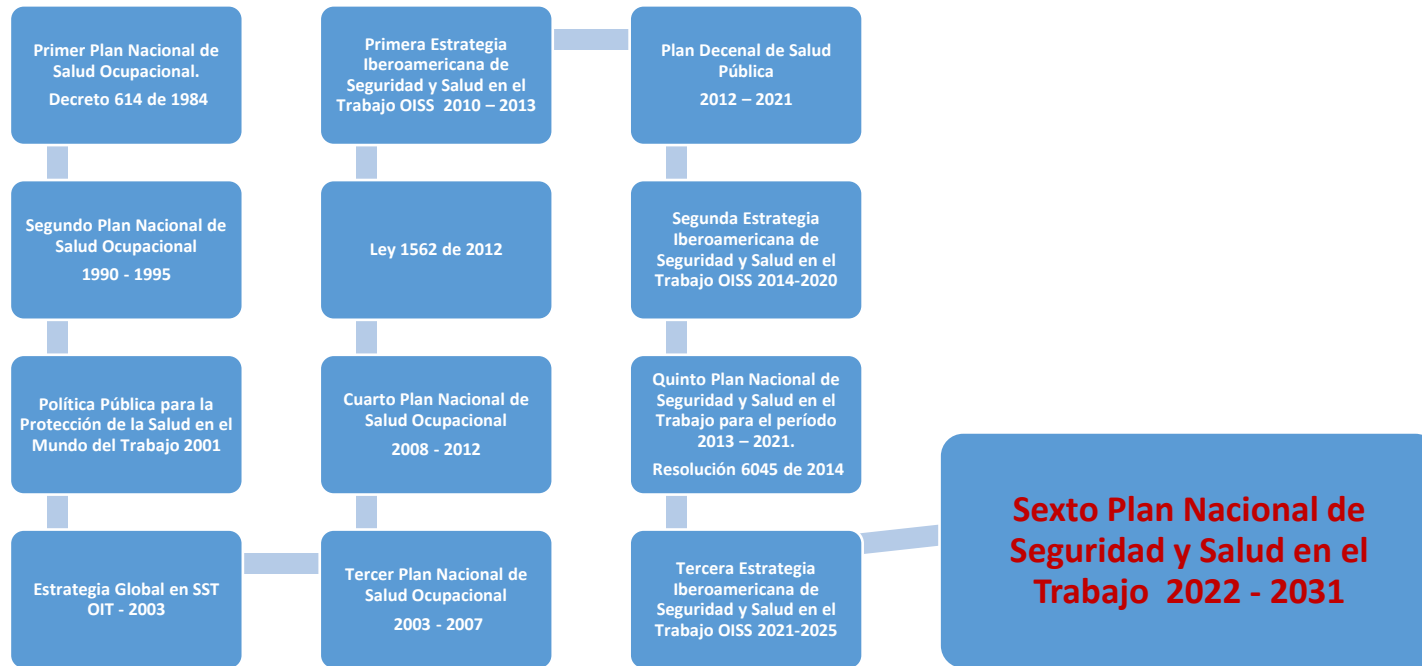 Primer Plan Nacional de
Salud Ocupacional.
Decreto 614 de 1984
Segundo Plan Nacional de
Salud Ocupacional
1990 - 1995
Política Pública para la
Protección de la Salud en el
Mundo del Trabajo 2001
Estrategia Global en SST
OIT - 2003
Tercer Plan Nacional de
Salud Ocupacional
2003 - 2007
Cuarto Plan Nacional de
Salud Ocupacional
2008 - 2012
Ley 1562 de 2012
Primera Estrategia
Iberoamericana de
Seguridad y Salud en el
Trabajo OISS 2010 – 2013
Plan Decenal de Salud
Pública
2012 – 2021
Segunda Estrategia
Iberoamericana de
Seguridad y Salud en el
Trabajo OISS 2014-2020
Quinto Plan Nacional de
Seguridad y Salud en el
Trabajo para el período
2013 – 2021.
Resolución 6045 de 2014
Tercera Estrategia
Iberoamericana de
Seguridad y Salud en el
Trabajo OISS 2021-2025
Sexto Plan Nacional de
Seguridad y Salud en el
Trabajo 2022 - 2031